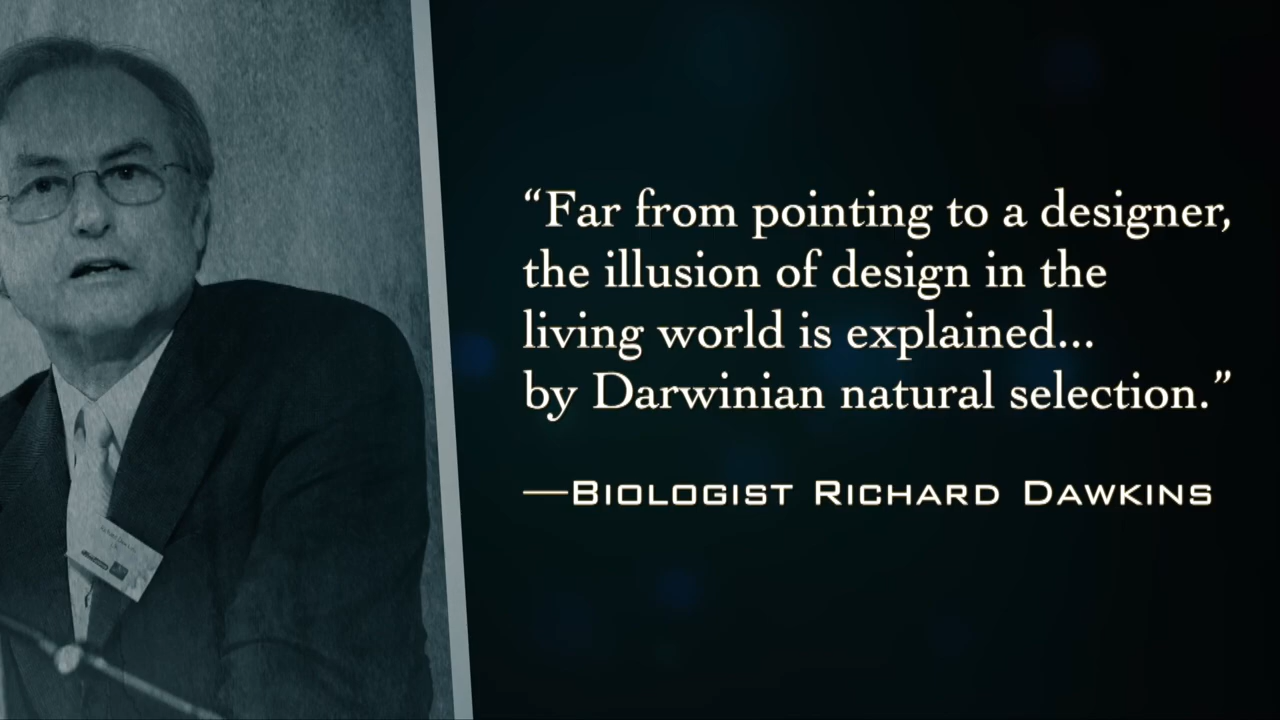 “Far from pointing to a designer,
the illusion of design in the
living world is explained...
by Darwinian natural selection.”
—Biologist Richard Dawkins